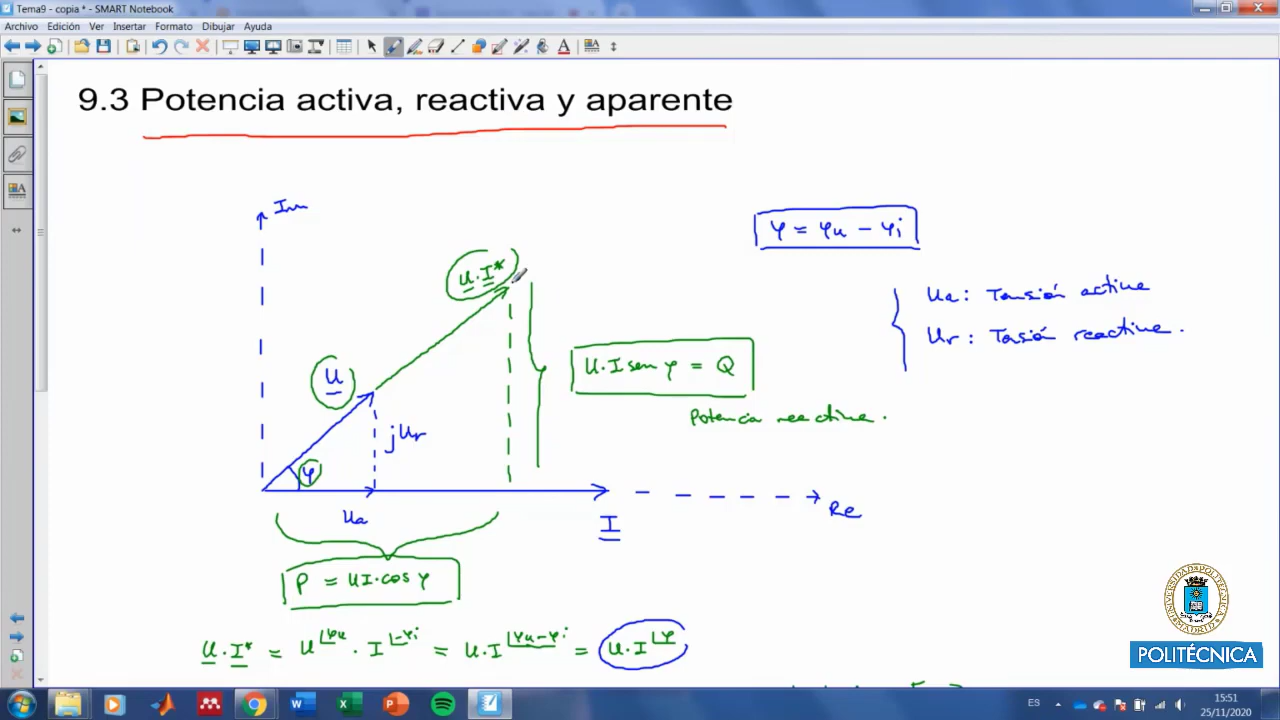 Tema9 - copia * - SMART Notebook
Archivo Edición Ver Insertar Formato Dibujar Ayuda
9.3 Potencia activa, reactiva y aparente
Im
φ = φu - φi
U·I*
Ua: Tensión activa
Ur: Tasión reactiva.
U
U·I sen φ = Q
Potencia reactiva.
jUr
φ
Ua
I
Re
P = UI·cos φ
U·I* = U⌊φu · I⌊-φi = U·I⌊φu-φi = U·I⌊φ
POLITÉCNICA
ES
15:51
25/11/2020